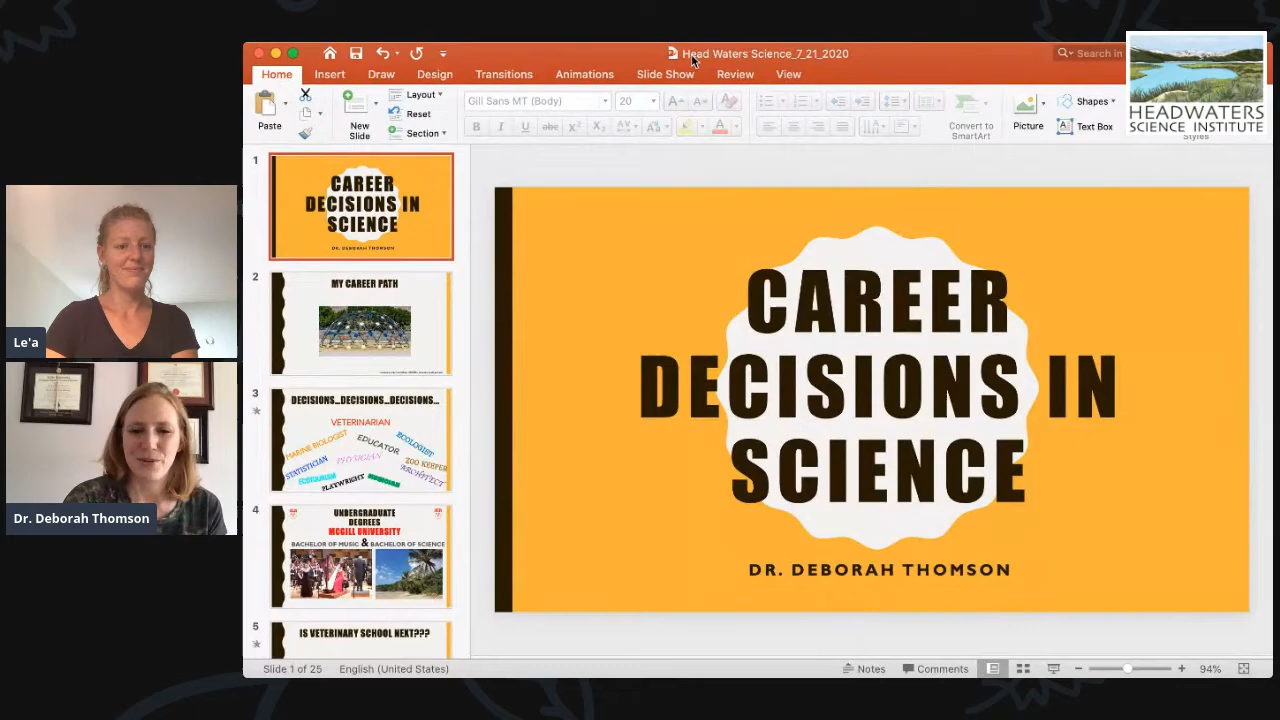 Head Waters Science_7_21_2020
Search in
Home
Insert
Draw
Design
Transitions
Animations
Slide Show
Review
View
HEADWATERS
SCIENCE INSTITUTE
Paste
New
Slide
Layout
Reset
Section
Gill Sans MT (Body)
20
Convert to
SmartArt
Picture
Shapes
Text Box
Styles
1
CAREER
DECISIONS IN
SCIENCE
DR. DEBORAH THOMSON
2
MY CAREER PATH
3
DECISIONS...DECISIONS...DECISIONS...
VETERINARIAN
MARINE BIOLOGIST
EDUCATOR
ECOLOGIST
STATISTICIAN
PHYSICIAN
ZOO KEEPER
ECOTOURISM
PLAYWRIGHT
MUSICIAN
ARCHITECT
4
UNDERGRADUATE
DEGREES
MCGILL UNIVERSITY
BACHELOR OF MUSIC & BACHELOR OF SCIENCE
5
IS VETERINARY SCHOOL NEXT???
CAREER
DECISIONS IN
SCIENCE
DR. DEBORAH THOMSON
Le'a
Dr. Deborah Thomson
Slide 1 of 25
English (United States)
Notes
Comments
94%